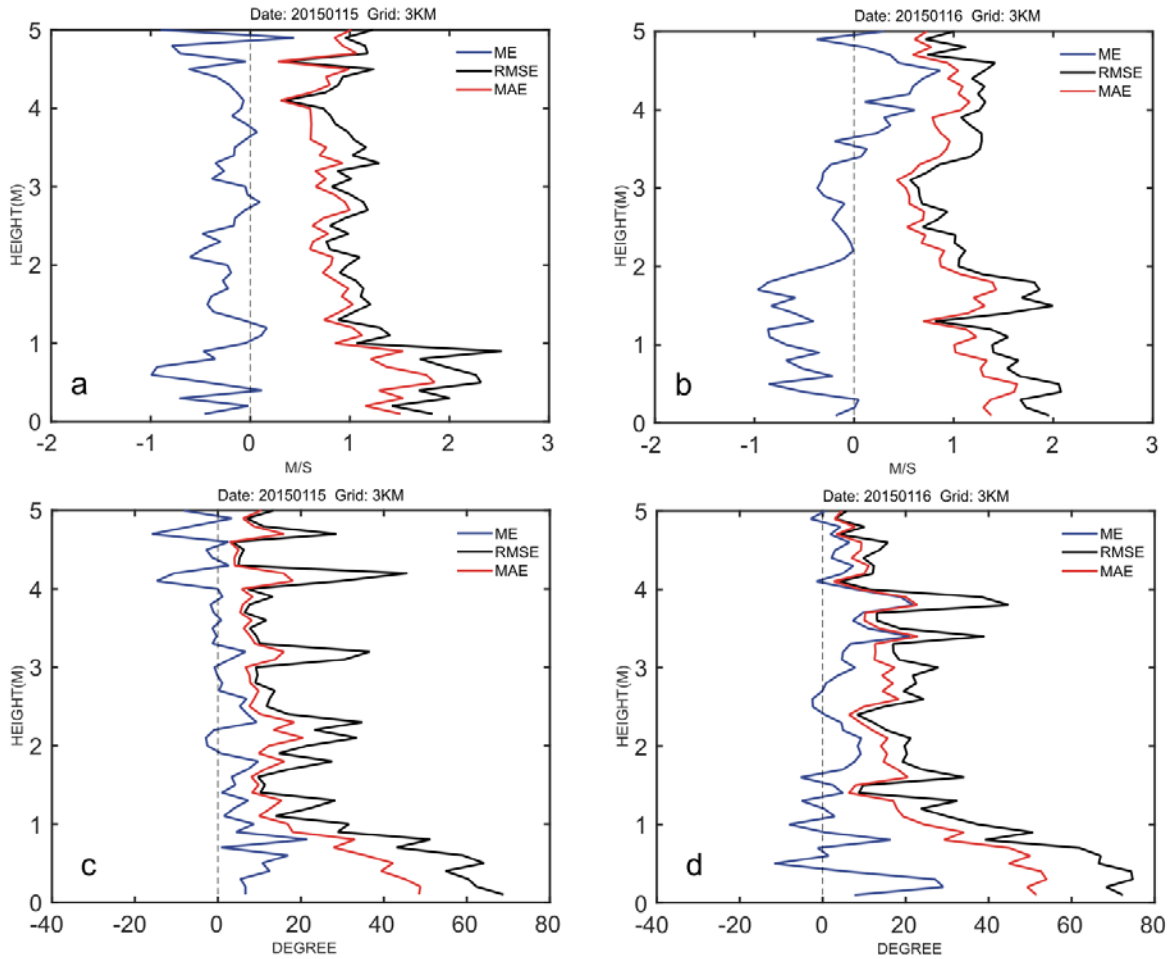 Date: 20150115 Grid: 3KM
5
4
3
2
1
0
HEIGHT(M)
ME
RMSE
MAE
a
-2
-1
0
1
2
3
M/S
Date: 20150116 Grid: 3KM
5
4
3
2
1
0
HEIGHT(M)
ME
RMSE
MAE
b
-2
-1
0
1
2
3
M/S
Date: 20150115 Grid: 3KM
5
4
3
2
1
0
HEIGHT(M)
ME
RMSE
MAE
c
-40
-20
0
20
40
60
80
DEGREE
Date: 20150116 Grid: 3KM
5
4
3
2
1
0
HEIGHT(M)
ME
RMSE
MAE
d
-40
-20
0
20
40
60
80
DEGREE